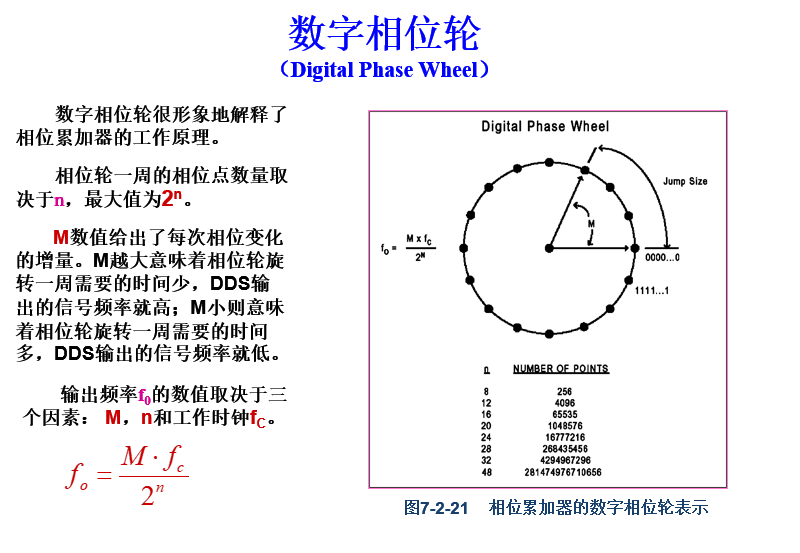 数字相位轮
（Digital Phase Wheel）
数字相位轮很形象地解释了
相位累加器的工作原理。
相位轮一周的相位点数量取
决于n，最大值为2ⁿ。
M数值给出了每次相位变化
的增量。M越大意味着相位轮旋
转一周需要的时间少，DDS输
出的信号频率就高；M小则意味
着相位轮旋转一周需要的时间
多，DDS输出的信号频率就低。
输出频率f₀的数值取决于三
个因素： M，n和工作时钟fC。
fo = M · fc / 2ⁿ
Digital Phase Wheel
Jump Size
M
fO = M x fC / 2ᴺ
0000...0
1111...1
n NUMBER OF POINTS
8 256
12 4096
16 65535
20 1048576
24 16777216
28 268435456
32 4294967296
48 281474976710656
图7-2-21 相位累加器的数字相位轮表示